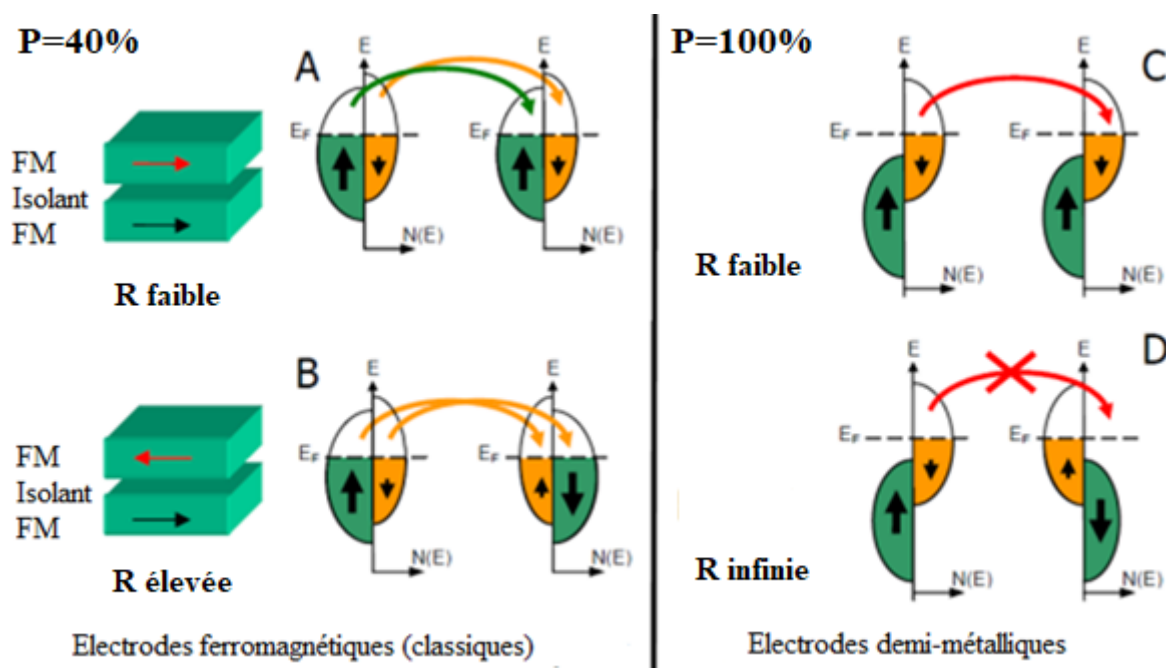 P=40%
A
E
E
E_F
E_F
N(E)
FM
Isolant
FM
R faible
B
E
E
E_F
E_F
N(E)
FM
Isolant
FM
R élevée
Electrodes ferromagnétiques (classiques)
P=100%
C
E
E
E_F
N(E)
N(E)
R faible
D
E
E
E_F
E_F
N(E)
N(E)
R infinie
Electrodes demi-métalliques